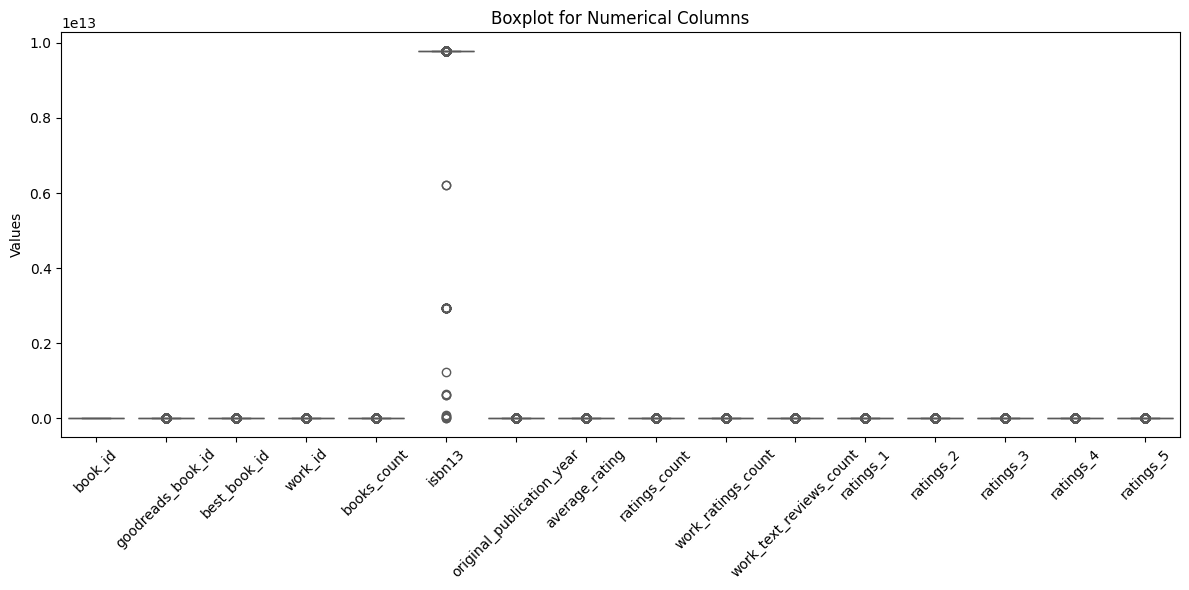 Boxplot for Numerical Columns
1e13
1.0
0.8
0.6
0.4
0.2
0.0
Values
book_id
goodreads_book_id
best_book_id
work_id
books_count
isbn13
original_publication_year
average_rating
ratings_count
work_ratings_count
work_text_reviews_count
ratings_1
ratings_2
ratings_3
ratings_4
ratings_5